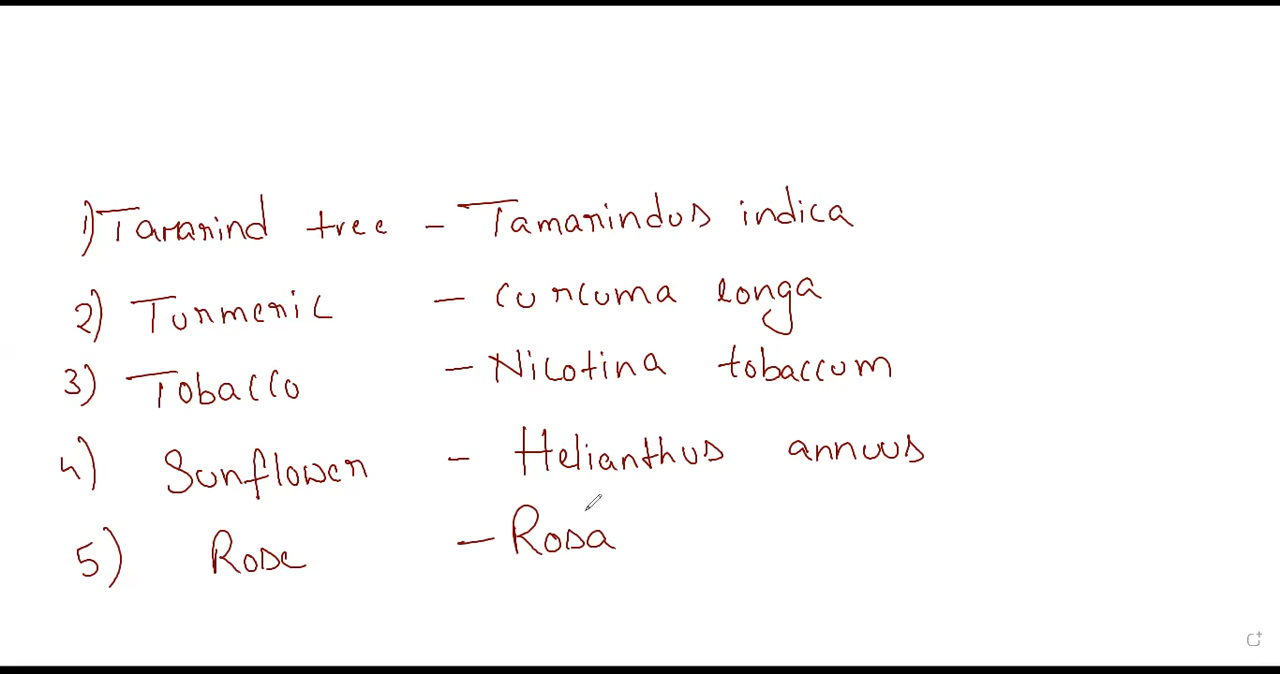 1) Taranind tree - Tamarindus indica
2) Turmeric - curcuma longa
3) Tobacco - Nicotina tobaccum
4) Sunflower - Helianthus annuus
5) Rose - Rosa